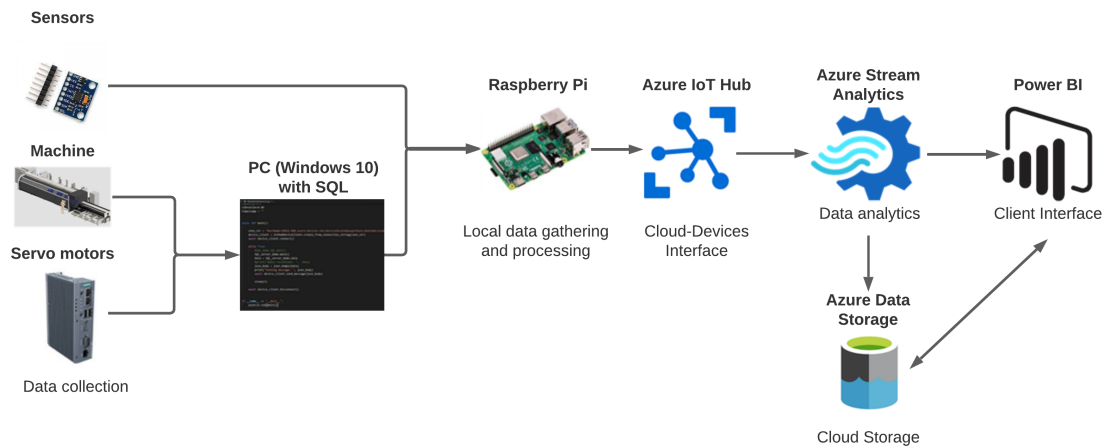 Sensors
Machine
Servo motors
Data collection
PC (Windows 10)
with SQL
Raspberry Pi
Local data gathering
and processing
Azure IoT Hub
Cloud-Devices
Interface
Azure Stream
Analytics
Data analytics
Azure Data
Storage
Cloud Storage
Power BI
Client Interface